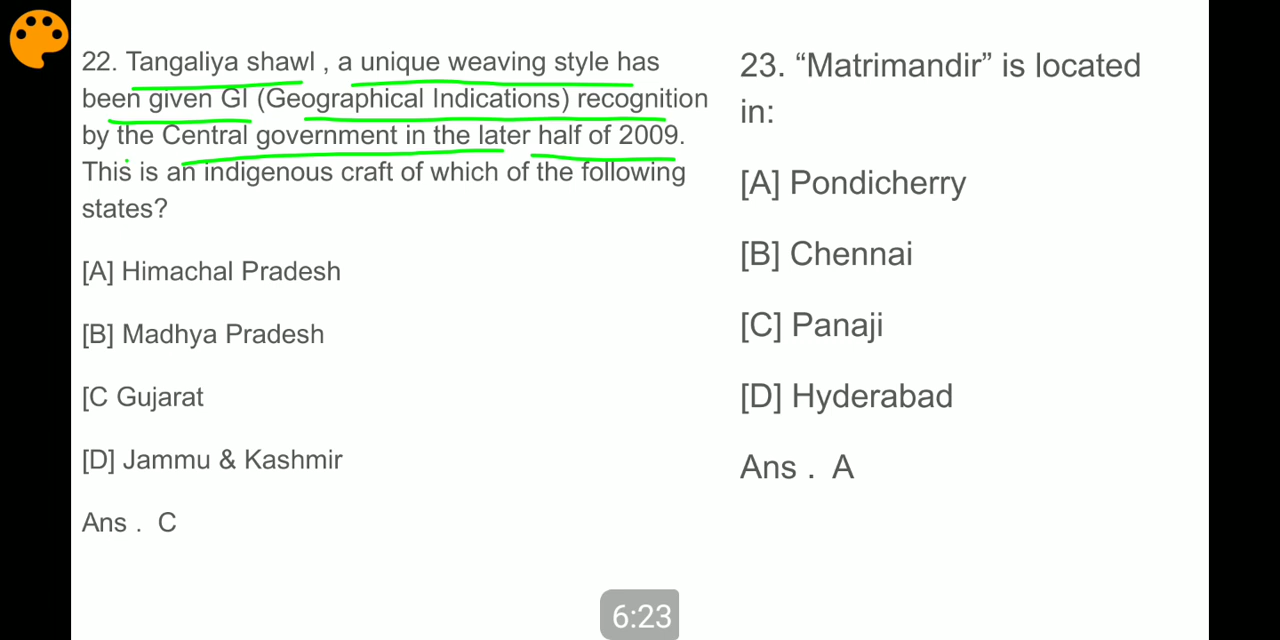 22. Tangaliya shawl , a unique weaving style has
been given GI (Geographical Indications) recognition
by the Central government in the later half of 2009.
This is an indigenous craft of which of the following
states?
[A] Himachal Pradesh
[B] Madhya Pradesh
[C Gujarat
[D] Jammu & Kashmir
Ans . C
23. “Matrimandir” is located
in:
[A] Pondicherry
[B] Chennai
[C] Panaji
[D] Hyderabad
Ans . A
6:23